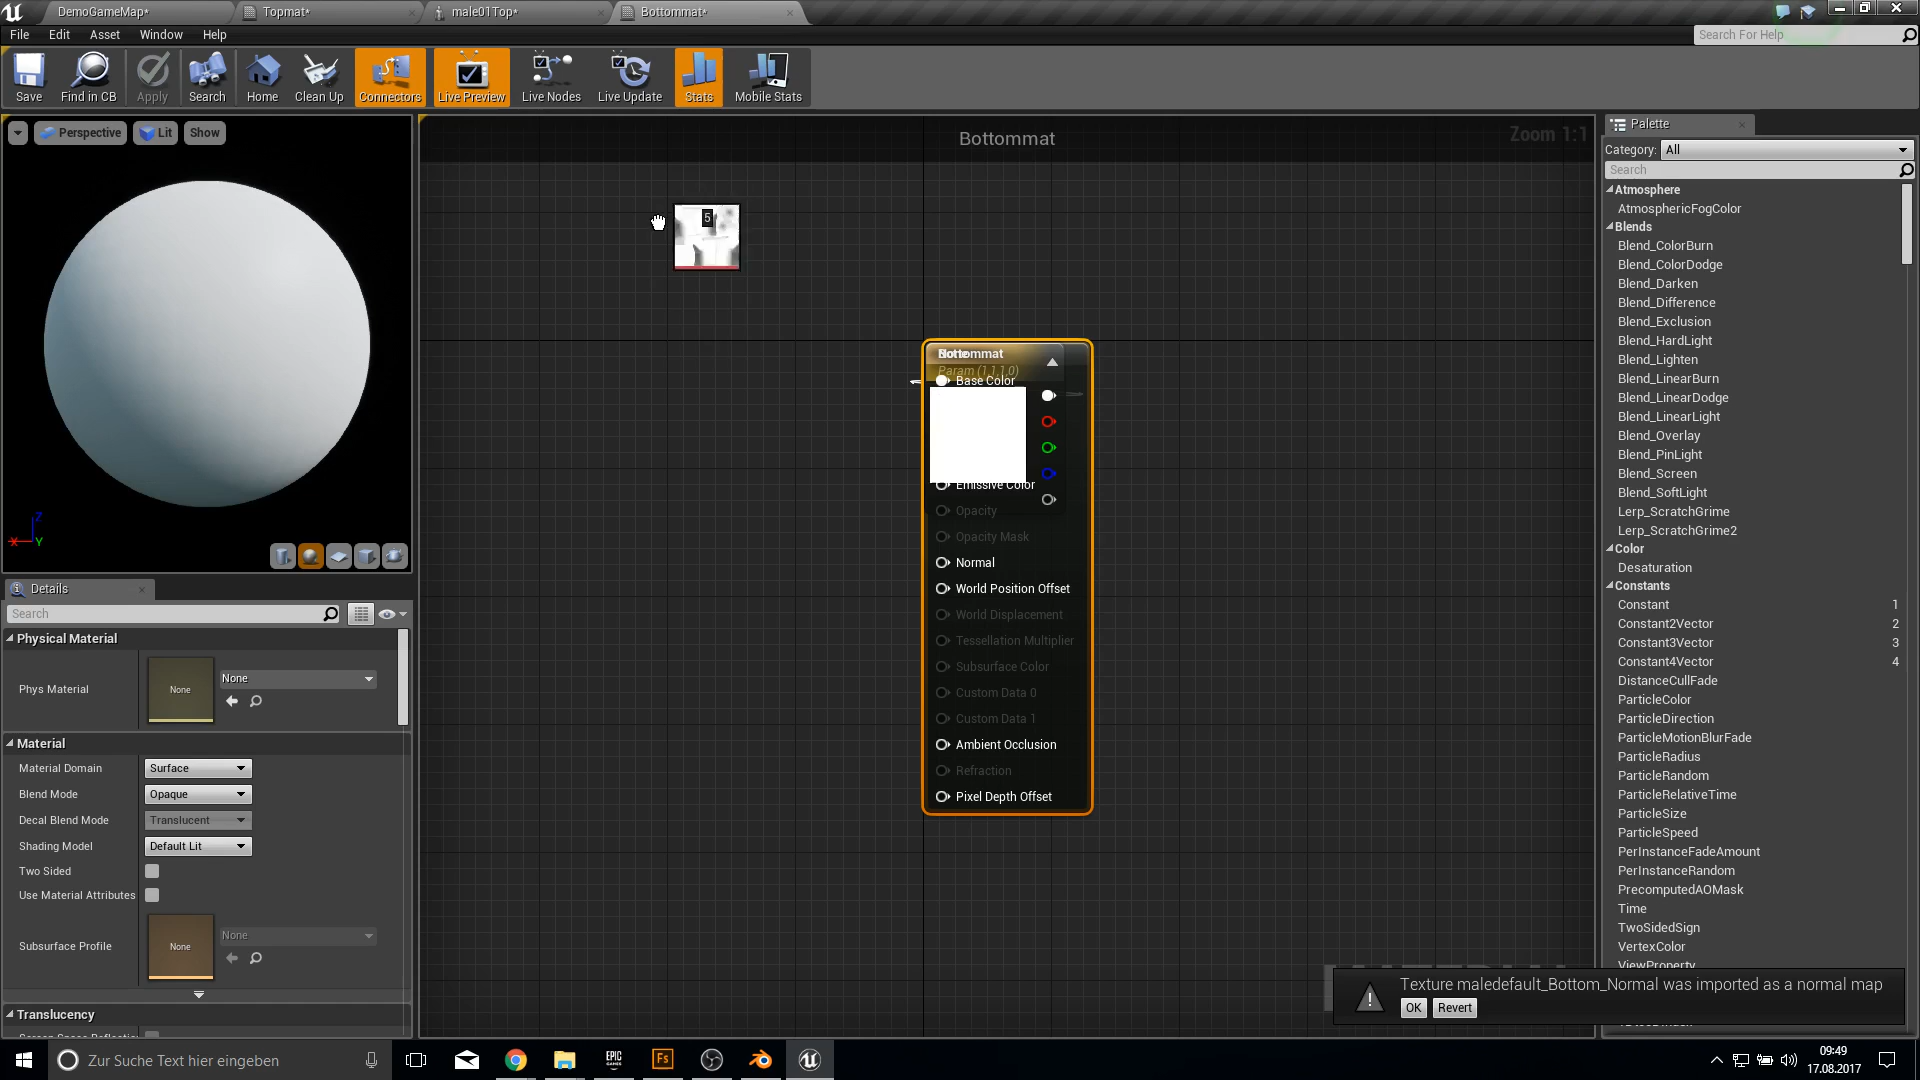 DemoGameMap*
Topmat*
male01Top*
Bottommat*
File
Edit
Asset
Window
Help
Search For Help
Save
Find in CB
Apply
Search
Home
Clean Up
Connectors
Live Preview
Live Nodes
Live Update
Stats
Mobile Stats
Perspective
Lit
Show
Z
X
Y
Bottommat
Zoom 1:1
5
Bottommat
Param (1,1,1,0)
Base Color
Emissive Color
Opacity
Opacity Mask
Normal
World Position Offset
World Displacement
Tessellation Multiplier
Subsurface Color
Custom Data 0
Custom Data 1
Ambient Occlusion
Refraction
Pixel Depth Offset
Details
Search
Physical Material
Phys Material
None
None
Material
Material Domain
Surface
Blend Mode
Opaque
Decal Blend Mode
Translucent
Shading Model
Default Lit
Two Sided
Use Material Attributes
Subsurface Profile
None
None
Translucency
Palette
Category:
All
Search
Atmosphere
AtmosphericFogColor
Blends
Blend_ColorBurn
Blend_ColorDodge
Blend_Darken
Blend_Difference
Blend_Exclusion
Blend_HardLight
Blend_Lighten
Blend_LinearBurn
Blend_LinearDodge
Blend_LinearLight
Blend_Overlay
Blend_PinLight
Blend_Screen
Blend_SoftLight
Lerp_ScratchGrime
Lerp_ScratchGrime2
Color
Desaturation
Constants
Constant 1
Constant2Vector 2
Constant3Vector 3
Constant4Vector 4
DistanceCullFade
ParticleColor
ParticleDirection
ParticleMotionBlurFade
ParticleRadius
ParticleRandom
ParticleRelativeTime
ParticleSize
ParticleSpeed
PerInstanceFadeAmount
PerInstanceRandom
PrecomputedAOMask
Time
TwoSidedSign
VertexColor
ViewProperty
Texture maledefault_Bottom_Normal was imported as a normal map
OK
Revert
Zur Suche Text hier eingeben
EPIC
GAMES
Fs
09:49
17.08.2017